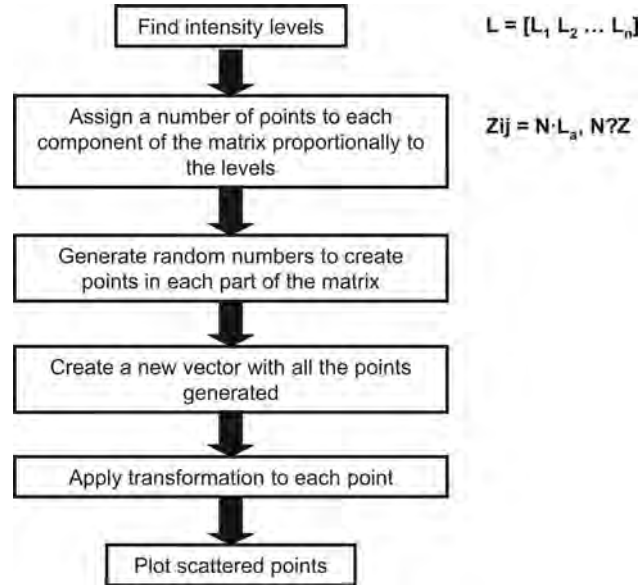 Find intensity levels
L = [L₁ L₂ … Lₙ]
Assign a number of points to each
component of the matrix proportionally to
the levels
Zij = N·Lₐ, N?Z
Generate random numbers to create
points in each part of the matrix
Create a new vector with all the points
generated
Apply transformation to each point
Plot scattered points